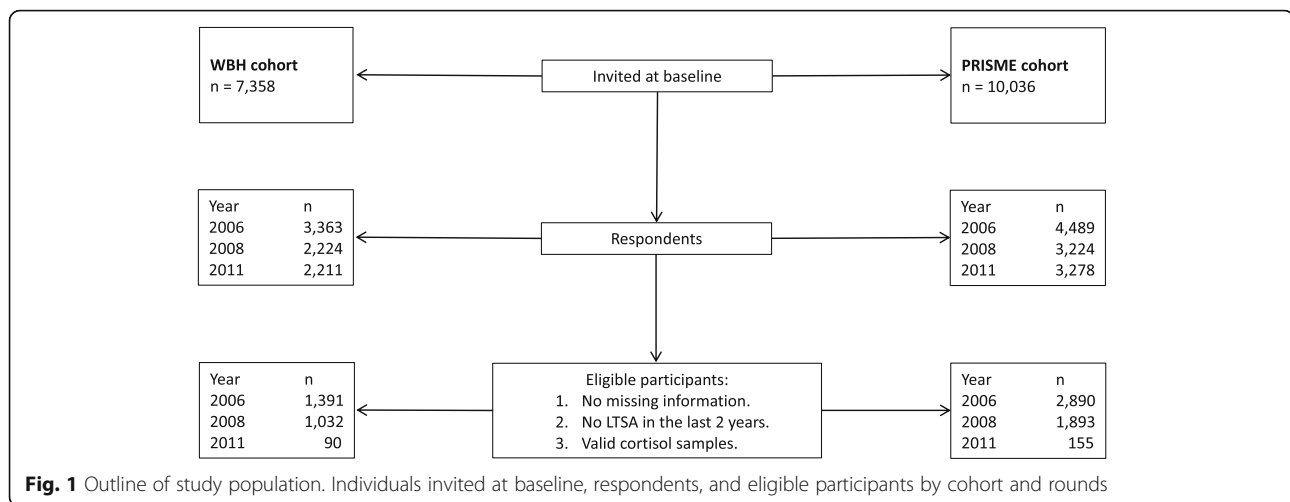 WBH cohort
n = 7,358
Invited at baseline
PRISME cohort
n = 10,036
Year n
2006 3,363
2008 2,224
2011 2,211
Respondents
Year n
2006 4,489
2008 3,224
2011 3,278
Year n
2006 1,391
2008 1,032
2011 90
Eligible participants:
1. No missing information.
2. No LTSA in the last 2 years.
3. Valid cortisol samples.
Year n
2006 2,890
2008 1,893
2011 155
Fig. 1 Outline of study population. Individuals invited at baseline, respondents, and eligible participants by cohort and rounds